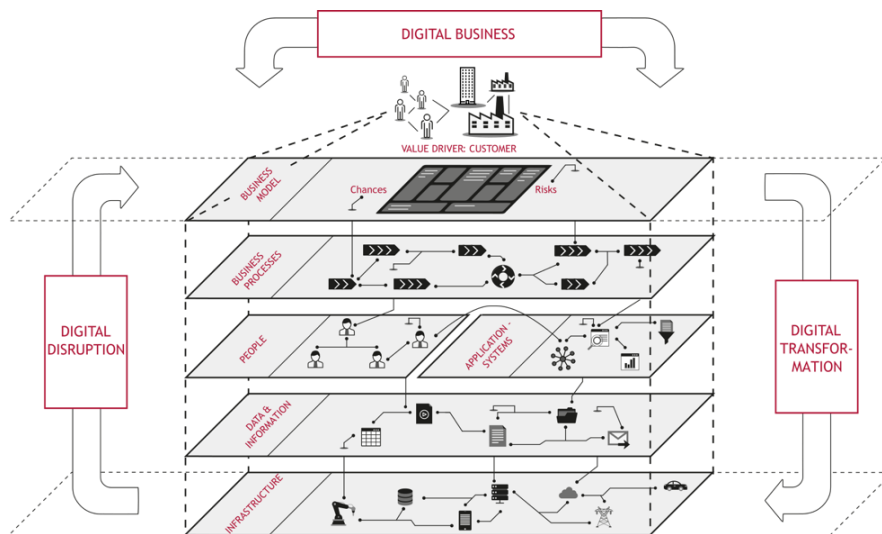 DIGITAL BUSINESS
VALUE DRIVER: CUSTOMER
BUSINESS
MODEL
Chances
Risks
BUSINESS
PROCESSES
DIGITAL
DISRUPTION
PEOPLE
APPLICATION -
SYSTEMS
DIGITAL
TRANSFOR-
MATION
DATA &
INFORMATION
INFRASTRUCTURE